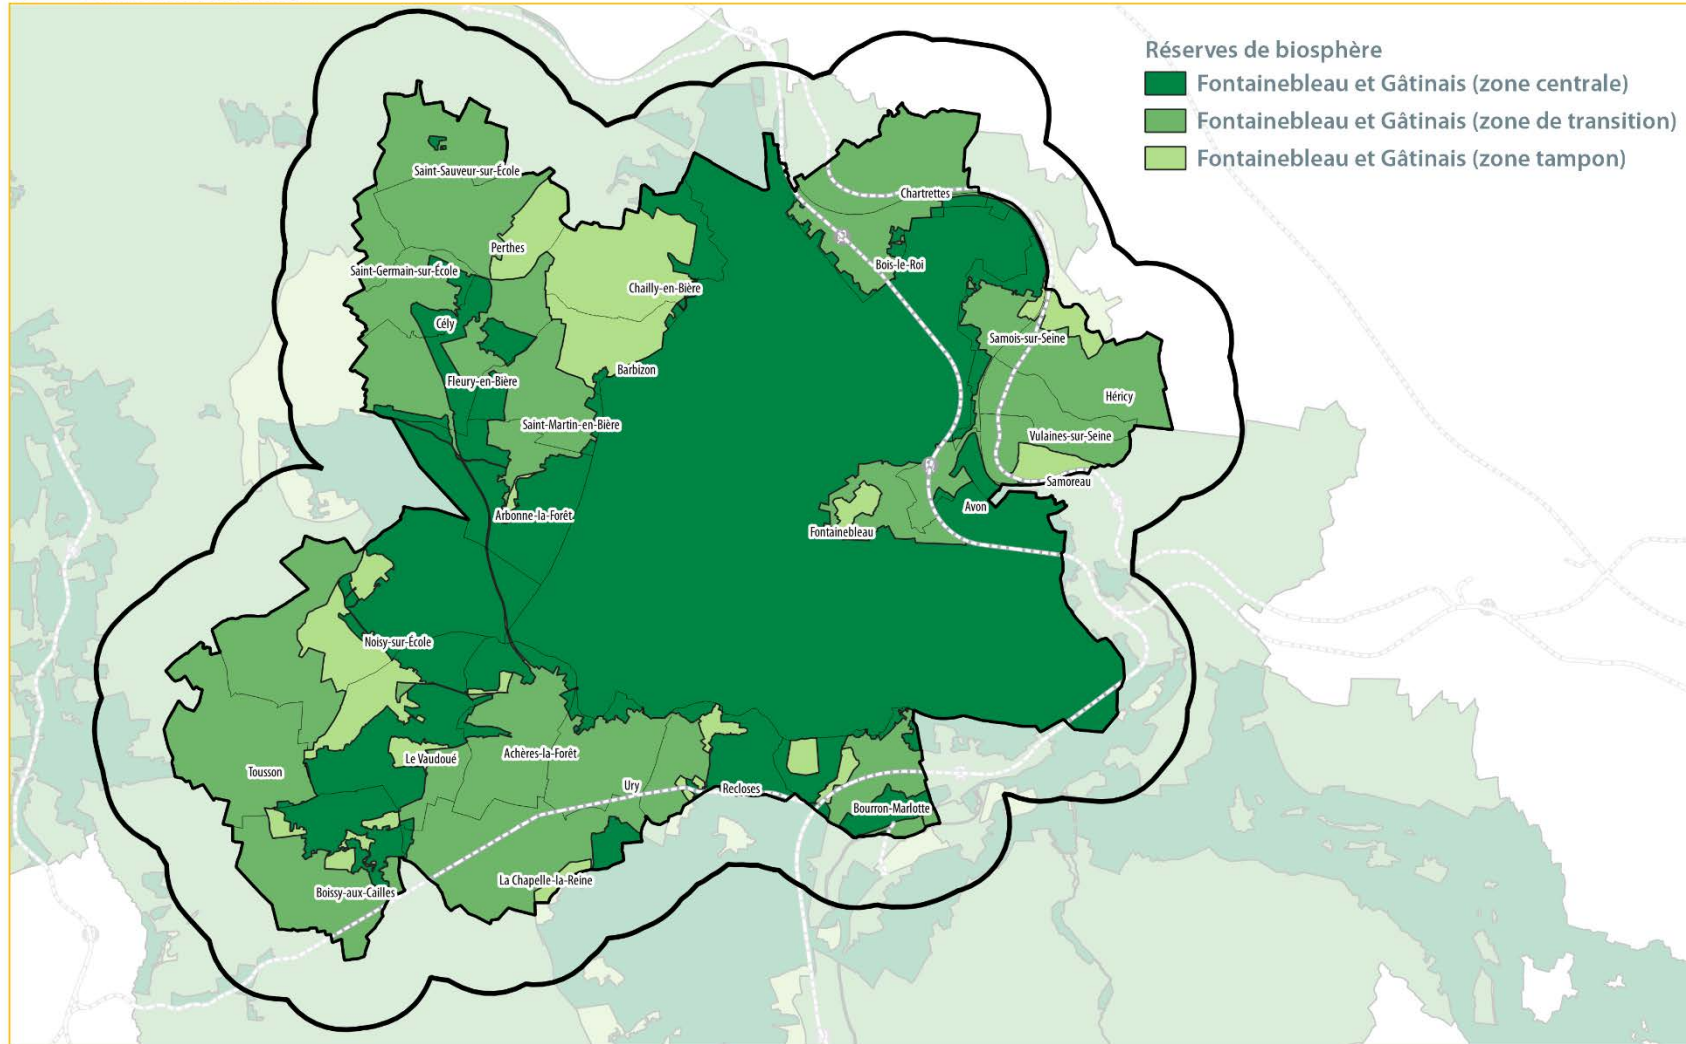 Réserves de biosphère
Fontainebleau et Gâtinais (zone centrale)
Fontainebleau et Gâtinais (zone de transition)
Fontainebleau et Gâtinais (zone tampon)
Saint-Sauveur-sur-École
Chartrettes
Perthes
Bois-le-Roi
Saint-Germain-sur-École
Chailly-en-Bière
Cély
Samois-sur-Seine
Barbizon
Fleury-en-Bière
Héricy
Saint-Martin-en-Bière
Vulaines-sur-Seine
Samoreau
Avon
Arbonne-la-Forêt
Fontainebleau
Noisy-sur-École
Achères-la-Forêt
Le Vaudoué
Tousson
Ury
Recloses
Bourron-Marlotte
La Chapelle-la-Reine
Boissy-aux-Cailles